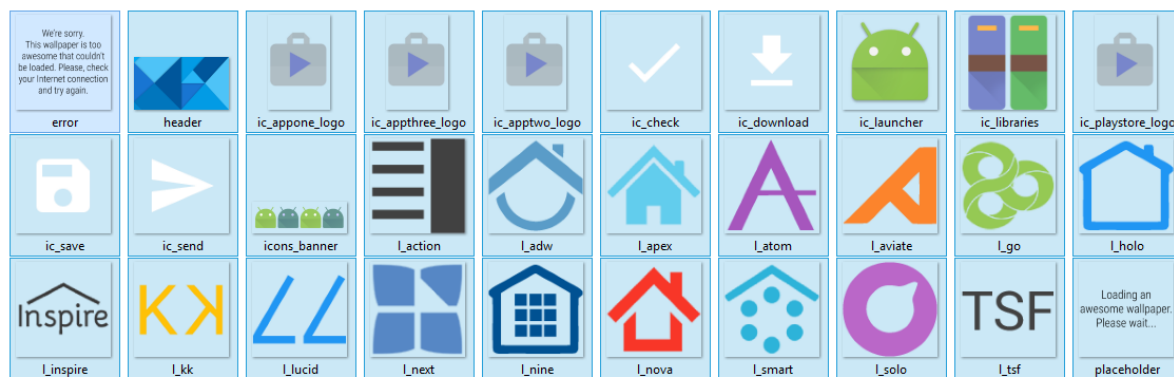 We're sorry.
This wallpaper is too
awesome that couldn't
be loaded. Please, check
your Internet connection
and try again.
error
header
ic_appone_logo
ic_appthree_logo
ic_apptwo_logo
ic_check
ic_download
ic_launcher
ic_libraries
ic_playstore_logo
ic_save
ic_send
icons_banner
l_action
l_adw
l_apex
l_atom
l_aviate
l_go
l_holo
Inspire
l_inspire
KK
l_kk
l_lucid
l_next
l_nine
l_nova
l_smart
l_solo
TSF
l_tsf
Loading an
awesome wallpaper.
Please wait...
placeholder